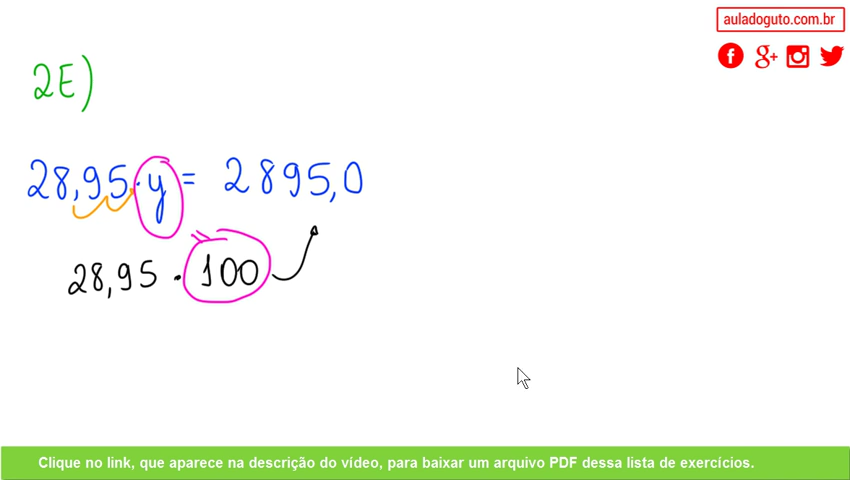 auladoguto.com.br
2E)
28,95 · y = 2895,0
28,95 · 100
Clique no link, que aparece na descrição do vídeo, para baixar um arquivo PDF dessa lista de exercícios.